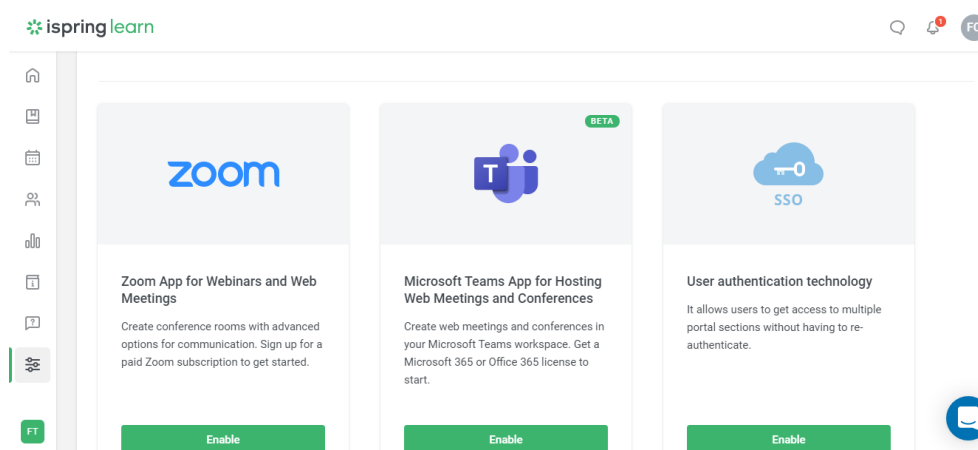 ispring learn
1
FC
zoom
BETA
T
SSO
Zoom App for Webinars and Web
Meetings
Create conference rooms with advanced
options for communication. Sign up for a
paid Zoom subscription to get started.
Enable
Microsoft Teams App for Hosting
Web Meetings and Conferences
Create web meetings and conferences in
your Microsoft Teams workspace. Get a
Microsoft 365 or Office 365 license to
start.
Enable
User authentication technology
It allows users to get access to multiple
portal sections without having to re-
authenticate.
Enable
FT